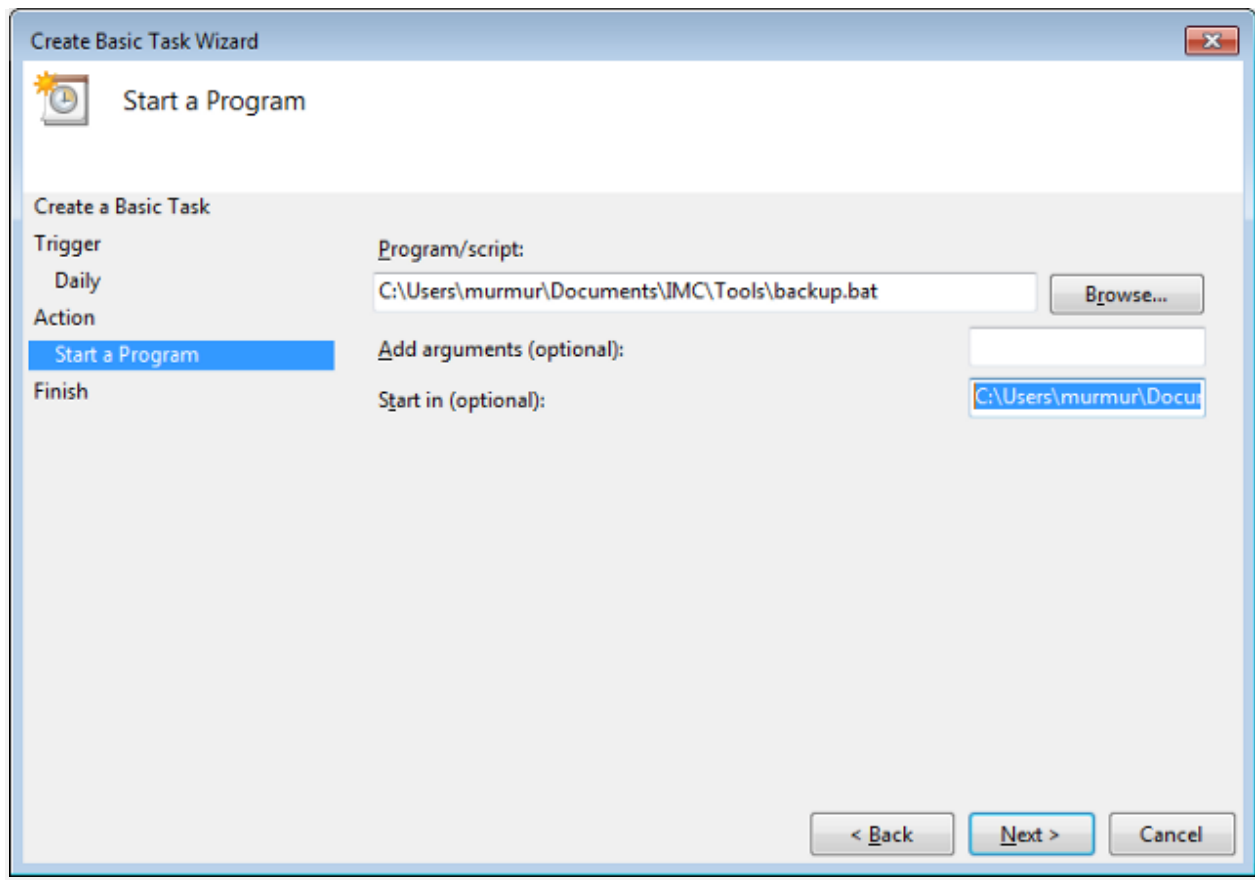 Create Basic Task Wizard
Start a Program
Create a Basic Task
Trigger
Daily
Action
Start a Program
Finish
Program/script:
C:\Users\murmur\Documents\IMC\Tools\backup.bat
Browse...
Add arguments (optional):
Start in (optional):
C:\Users\murmur\Docur
< Back
Next >
Cancel